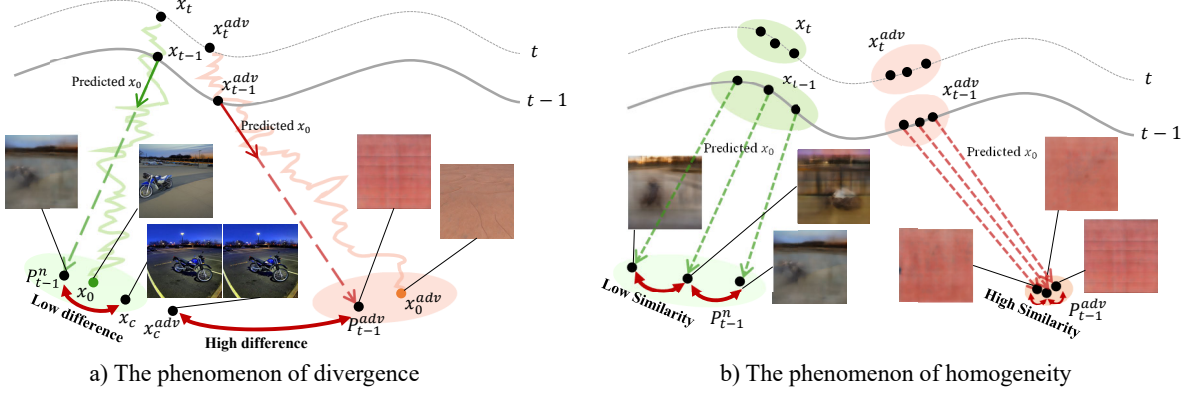 x_t
x_t^{adv}
t
x_{t-1}
Predicted x_0
x_{t-1}^{adv}
t − 1
Predicted x_0
P_{t-1}^n
x_0
x_c
Low difference
x_c^{adv}
High difference
P_{t-1}^{adv}
x_0^{adv}
a) The phenomenon of divergence
x_t
x_t^{adv}
t
x_{t-1}
x_{t-1}^{adv}
t − 1
Predicted x_0
Predicted x_0
Low Similarity
P_{t-1}^n
High Similarity
P_{t-1}^{adv}
b) The phenomenon of homogeneity